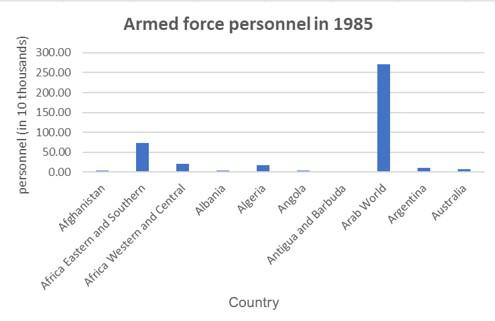 Armed force personnel in 1985
personnel (in 10 thousands)
300.00
250.00
200.00
150.00
100.00
50.00
0.00
Afghanistan
Africa Eastern and Southern
Africa Western and Central
Albania
Algeria
Angola
Antigua and Barbuda
Arab World
Argentina
Australia
Country